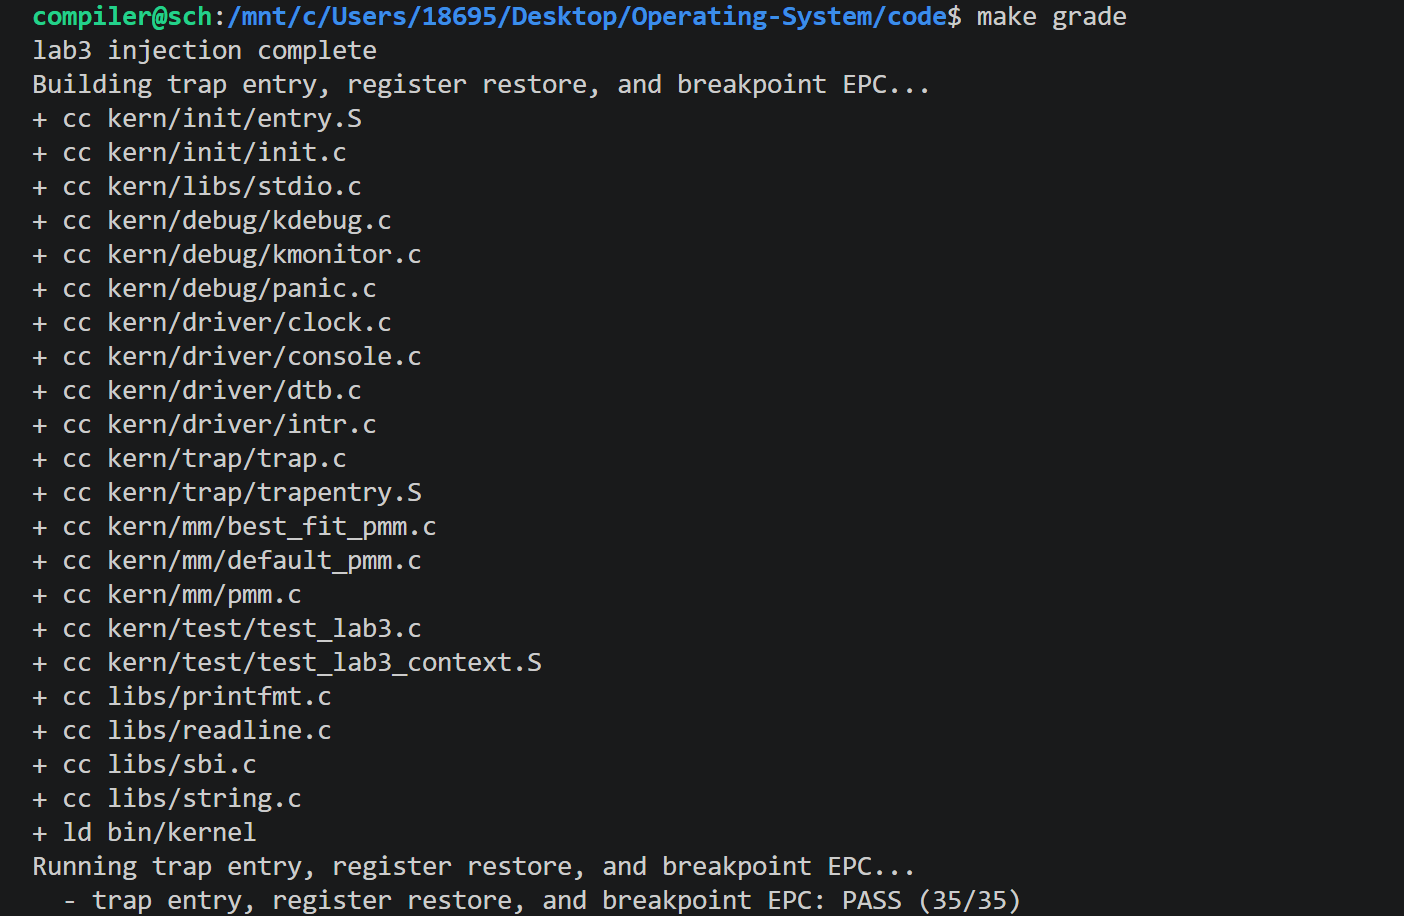 compiler@sch:/mnt/c/Users/18695/Desktop/Operating-System/code$ make grade
lab3 injection complete
Building trap entry, register restore, and breakpoint EPC...
+ cc kern/init/entry.S
+ cc kern/init/init.c
+ cc kern/libs/stdio.c
+ cc kern/debug/kdebug.c
+ cc kern/debug/kmonitor.c
+ cc kern/debug/panic.c
+ cc kern/driver/clock.c
+ cc kern/driver/console.c
+ cc kern/driver/dtb.c
+ cc kern/driver/intr.c
+ cc kern/trap/trap.c
+ cc kern/trap/trapentry.S
+ cc kern/mm/best_fit_pmm.c
+ cc kern/mm/default_pmm.c
+ cc kern/mm/pmm.c
+ cc kern/test/test_lab3.c
+ cc kern/test/test_lab3_context.S
+ cc libs/printfmt.c
+ cc libs/readline.c
+ cc libs/sbi.c
+ cc libs/string.c
+ ld bin/kernel
Running trap entry, register restore, and breakpoint EPC...
  - trap entry, register restore, and breakpoint EPC: PASS (35/35)